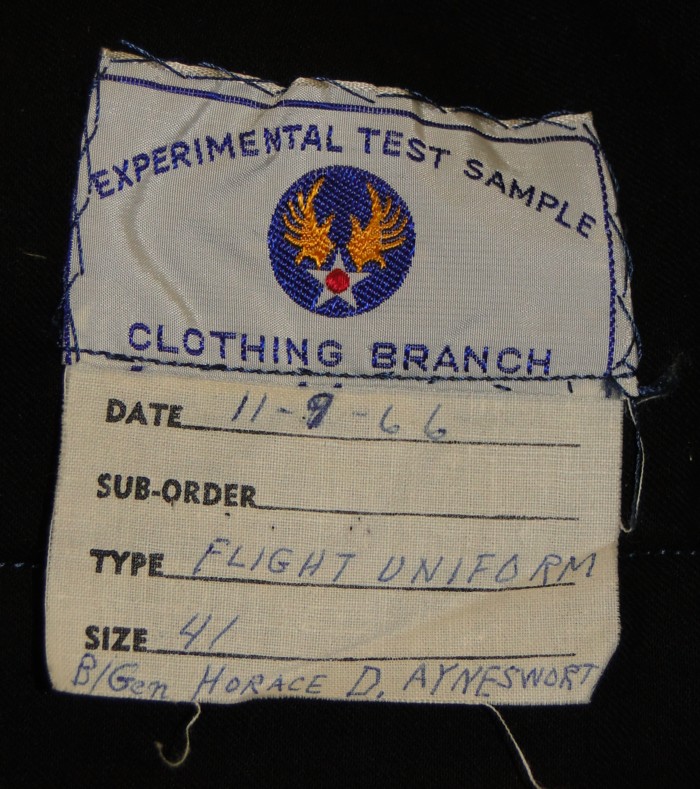 EXPERIMENTAL TEST SAMPLE
CLOTHING BRANCH
DATE 11-9-66
SUB-ORDER
TYPE FLIGHT UNIFORM
SIZE 41
B/Gen HORACE D. AYNESWORT